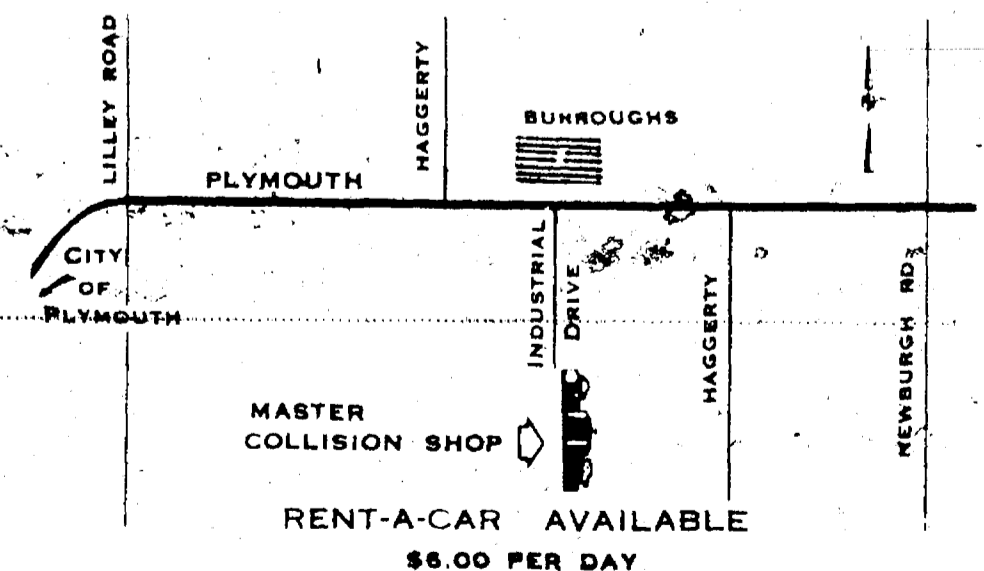 LILLEY ROAD
HAGGERTY
BURROUGHS
PLYMOUTH
CITY
OF
PLYMOUTH
INDUSTRIAL
DRIVE
HAGGERTY
NEWBURGH RD.
MASTER
COLLISION SHOP
RENT-A-CAR AVAILABLE
$6.00 PER DAY